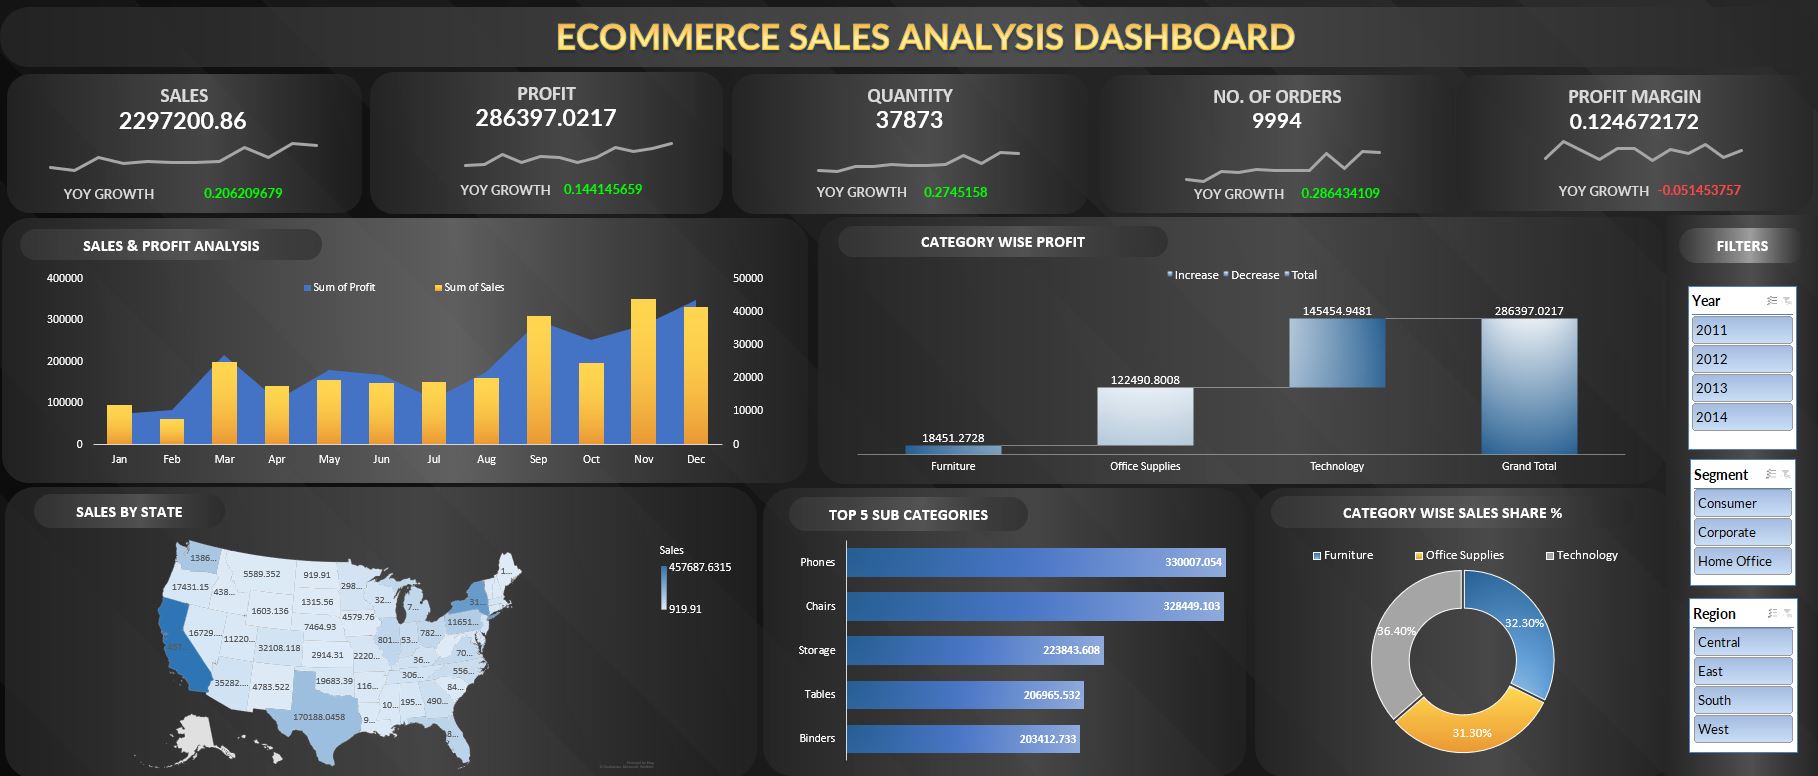 ECOMMERCE SALES ANALYSIS DASHBOARD
SALES
2297200.86
YOY GROWTH 0.206209679
PROFIT
286397.0217
YOY GROWTH 0.144145659
QUANTITY
37873
YOY GROWTH 0.2745158
NO. OF ORDERS
9994
YOY GROWTH 0.286434109
PROFIT MARGIN
0.124672172
YOY GROWTH -0.051453757
SALES & PROFIT ANALYSIS
Sum of Profit Sum of Sales
400000
300000
200000
100000
0
50000
40000
30000
20000
10000
0
Jan Feb Mar Apr May Jun Jul Aug Sep Oct Nov Dec
CATEGORY WISE PROFIT
Increase Decrease Total
18451.2728
122490.8008
145454.9481
286397.0217
Furniture Office Supplies Technology Grand Total
FILTERS
Year
2011
2012
2013
2014
Segment
Consumer
Corporate
Home Office
Region
Central
East
South
West
SALES BY STATE
Sales
457687.6315
919.91
1386...
5589.352
919.91
298...
1...
17431.15
438...
1315.56
32...
7...
31...
1603.136
4579.76
11651...
16729....
11220...
7464.93
801...
53...
782...
32108.118
2914.31
2220...
36...
70...
35282....
4783.522
19683.39
116...
306...
556...
84...
10...
195...
490...
170188.0458
9...
8...
TOP 5 SUB CATEGORIES
Phones 330007.054
Chairs 328449.103
Storage 223843.608
Tables 206965.532
Binders 203412.733
CATEGORY WISE SALES SHARE %
Furniture Office Supplies Technology
36.40%
32.30%
31.30%